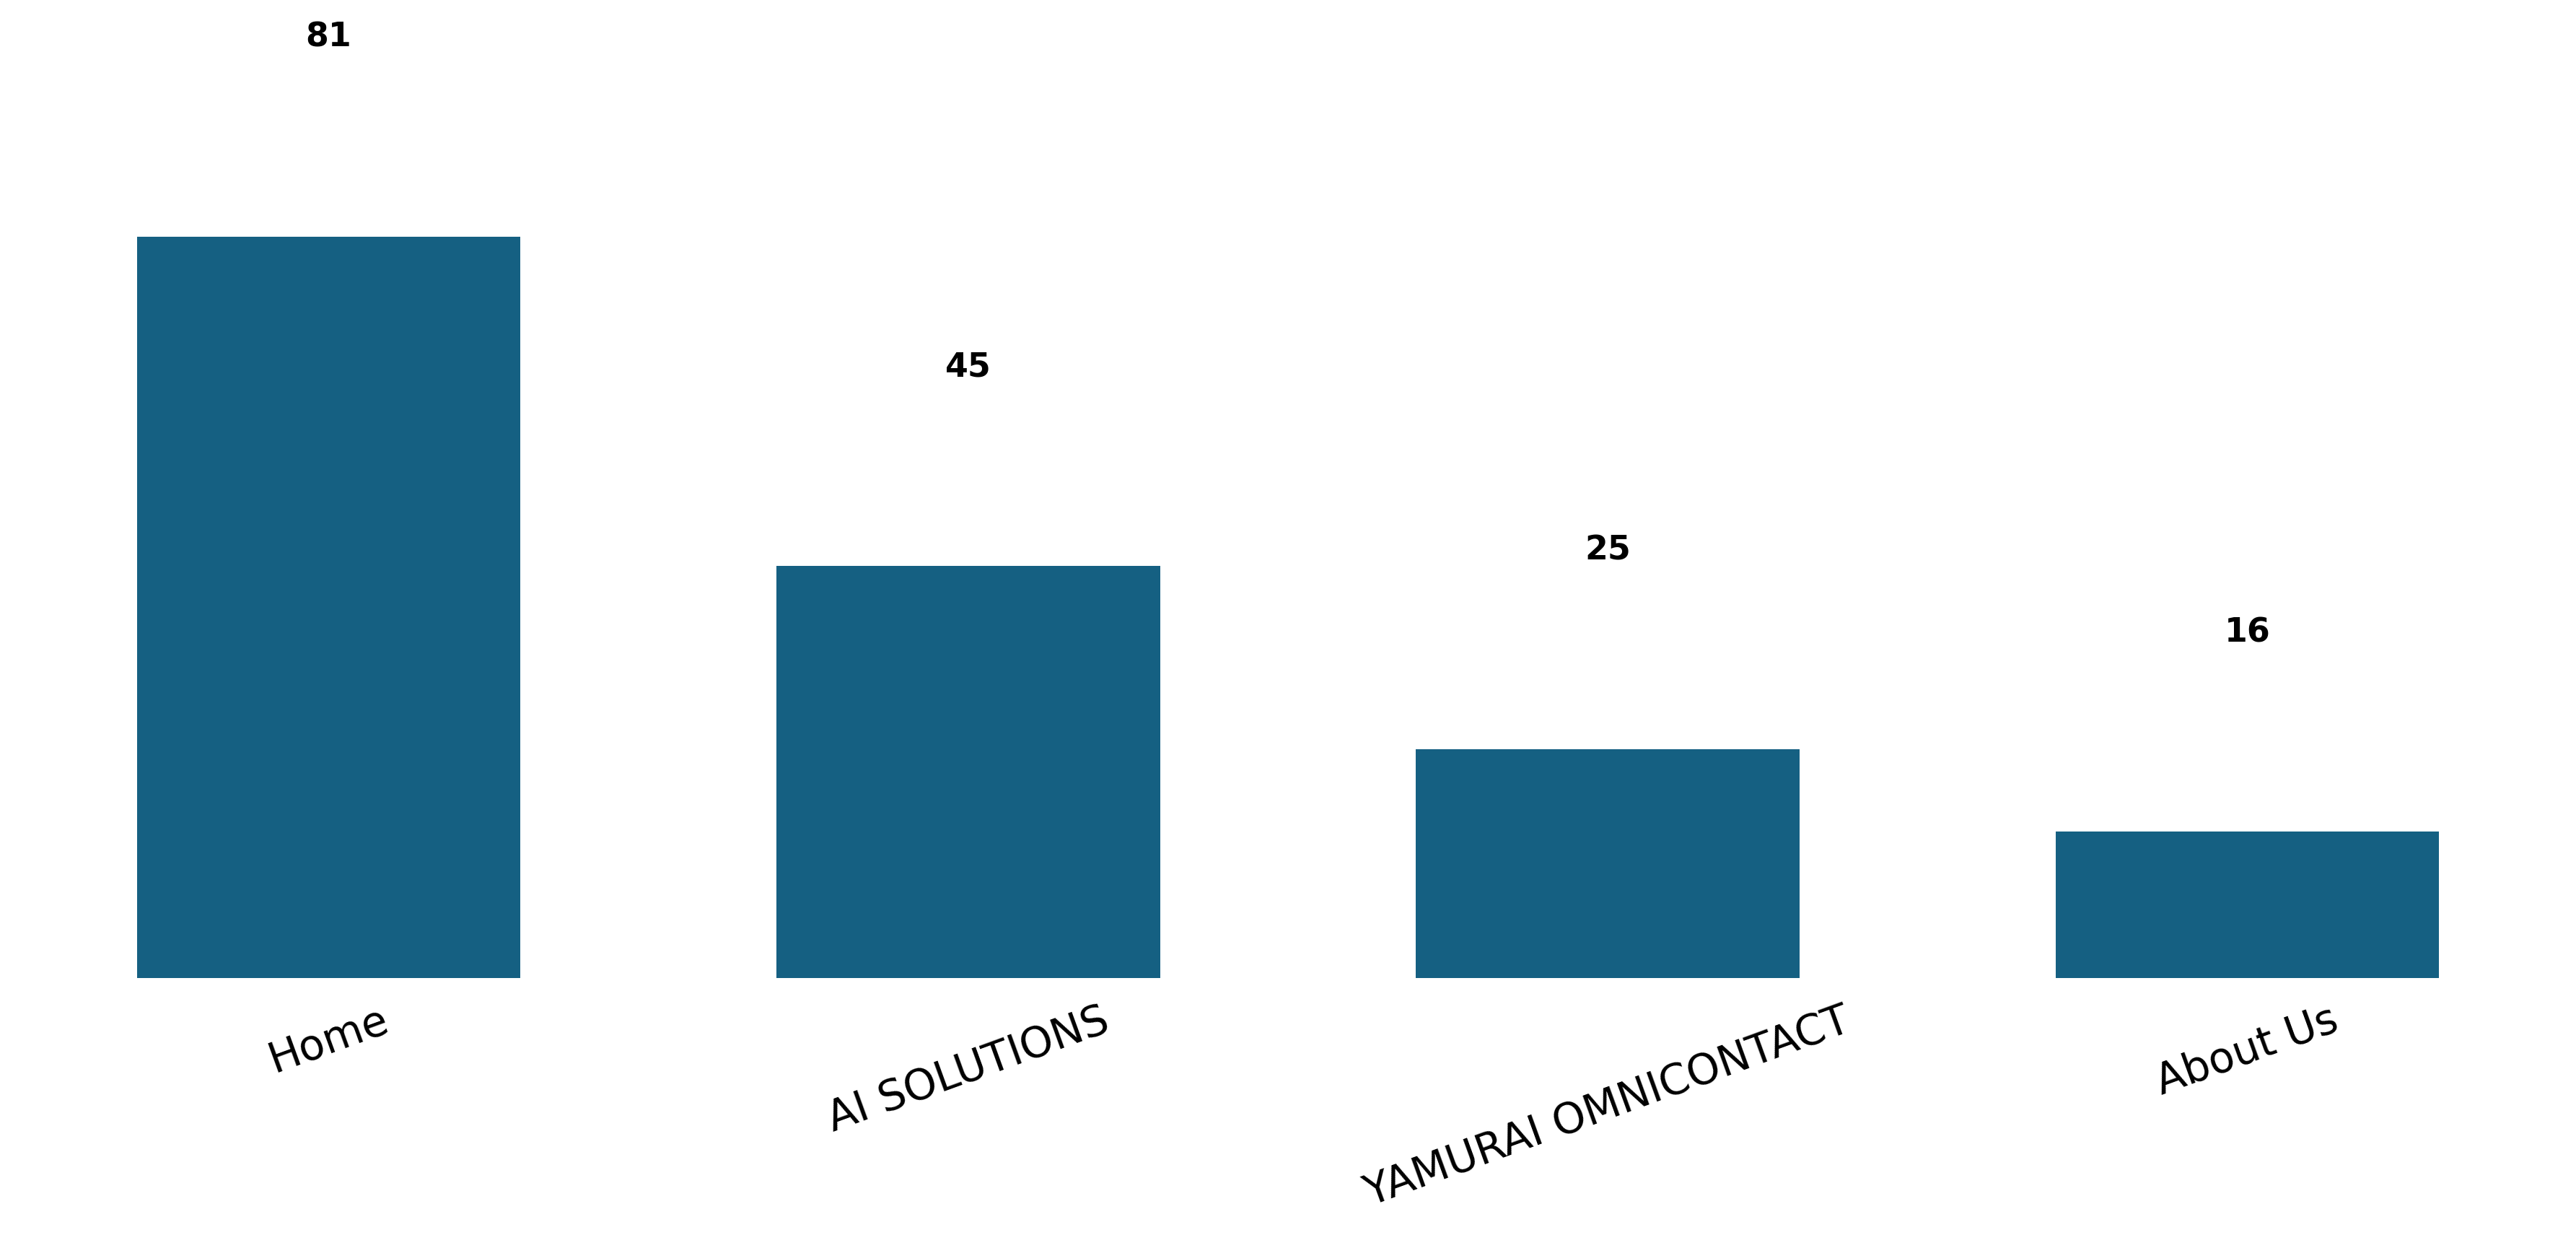 81
45
25
16
Home
AI SOLUTIONS
YAMURAI OMNICONTACT
About Us